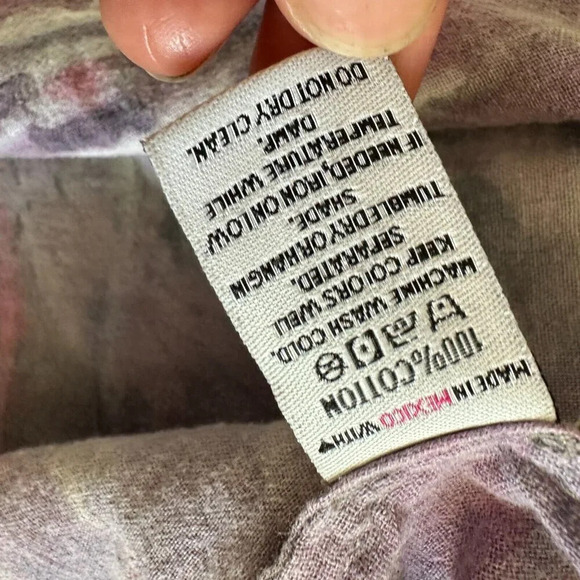 MADE IN MEXICO WITH
100% COTTON
MACHINE WASH COLD.
KEEP COLORS WELL
SEPARATED.
TUMBLE DRY OR HANG IN
SHADE.
IF NEEDED, IRON ON LOW
TEMPERATURE WHILE
DAMP.
DO NOT DRY CLEAN.